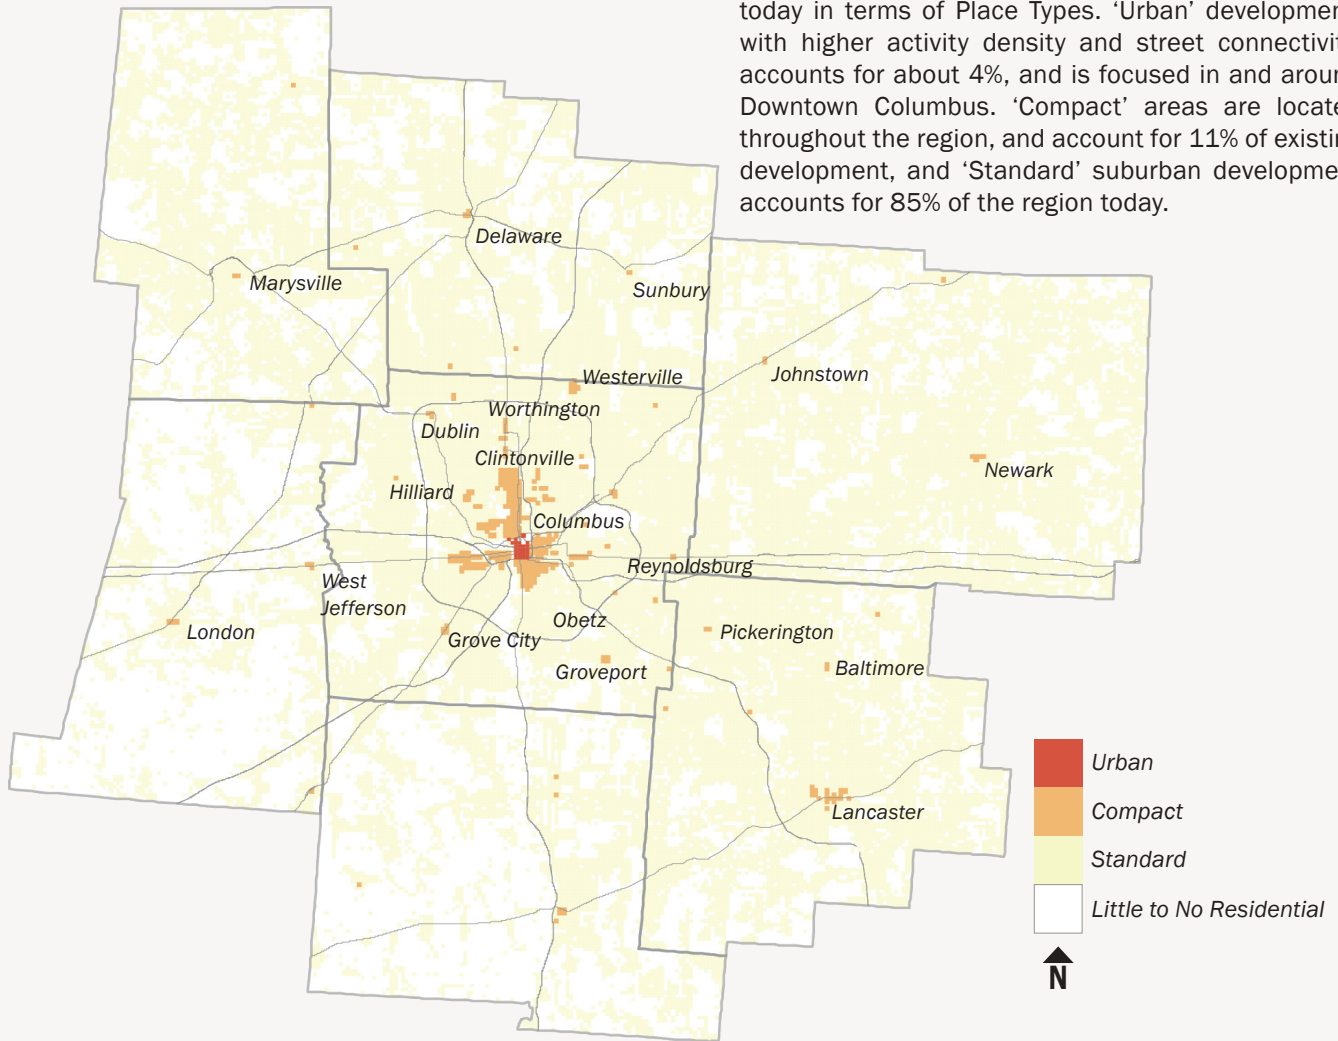 today in terms of Place Types. ‘Urban’ developmen
with higher activity density and street connectivit
accounts for about 4%, and is focused in and aroun
Downtown Columbus. ‘Compact’ areas are locate
throughout the region, and account for 11% of existin
development, and ‘Standard’ suburban developme
accounts for 85% of the region today.
Delaware
Marysville
Sunbury
Westerville
Johnstown
Worthington
Dublin
Clintonville
Newark
Hilliard
Columbus
Reynoldsburg
West
Jefferson
London
Obetz
Grove City
Pickerington
Groveport
Baltimore
Lancaster
Urban
Compact
Standard
Little to No Residential
N